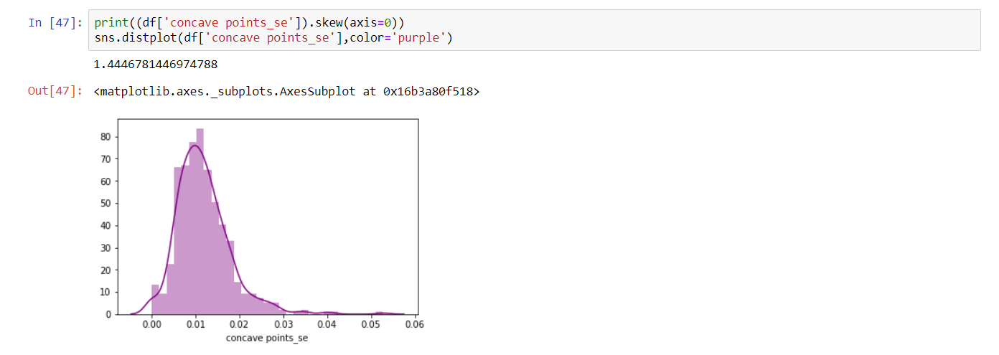 In [47]: print((df['concave points_se']).skew(axis=0))
sns.distplot(df['concave points_se'],color='purple')
1.4446781446974788
Out[47]: <matplotlib.axes._subplots.AxesSubplot at 0x16b3a80f518>
80
70
60
50
40
30
20
10
0
0.00 0.01 0.02 0.03 0.04 0.05 0.06
concave points_se